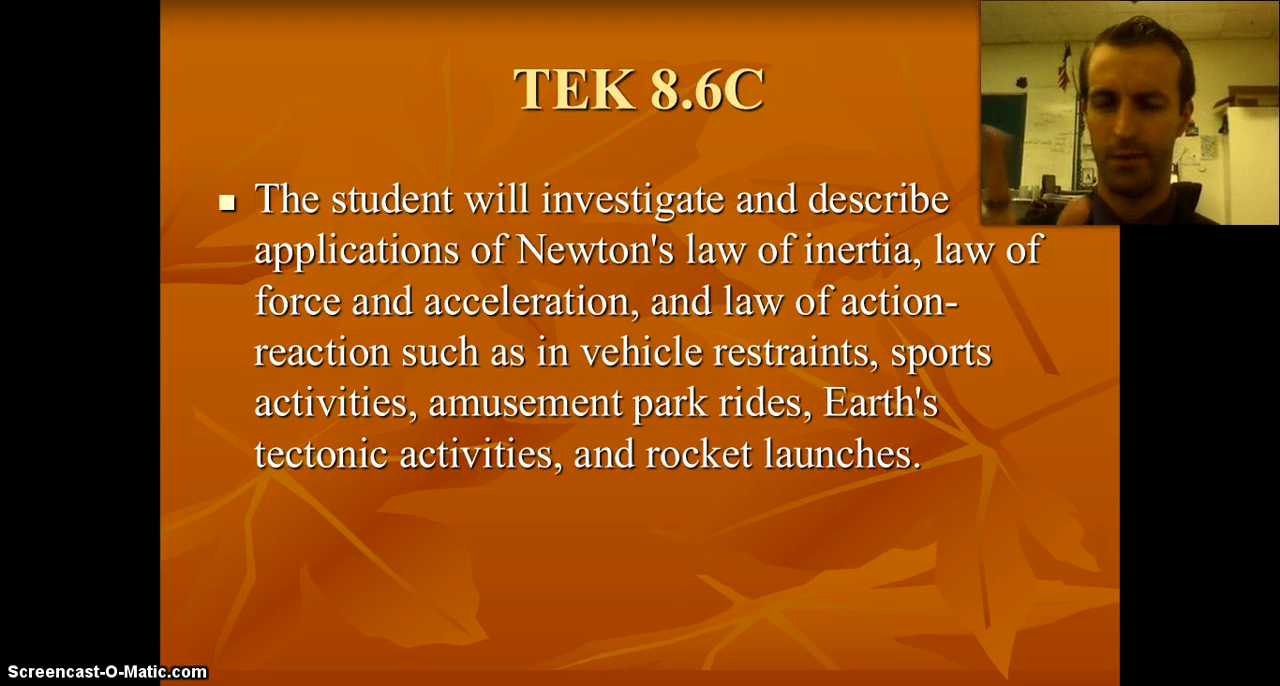 TEK 8.6C
The student will investigate and describe
applications of Newton's law of inertia, law of
force and acceleration, and law of action-
reaction such as in vehicle restraints, sports
activities, amusement park rides, Earth's
tectonic activities, and rocket launches.
Screencast-O-Matic.com